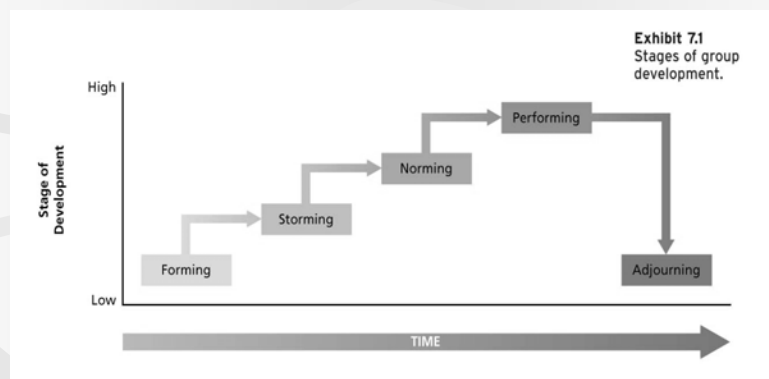 Exhibit 7.1
Stages of group
development.
High
Stage of
Development
Performing
Norming
Storming
Forming
Adjourning
Low
TIME